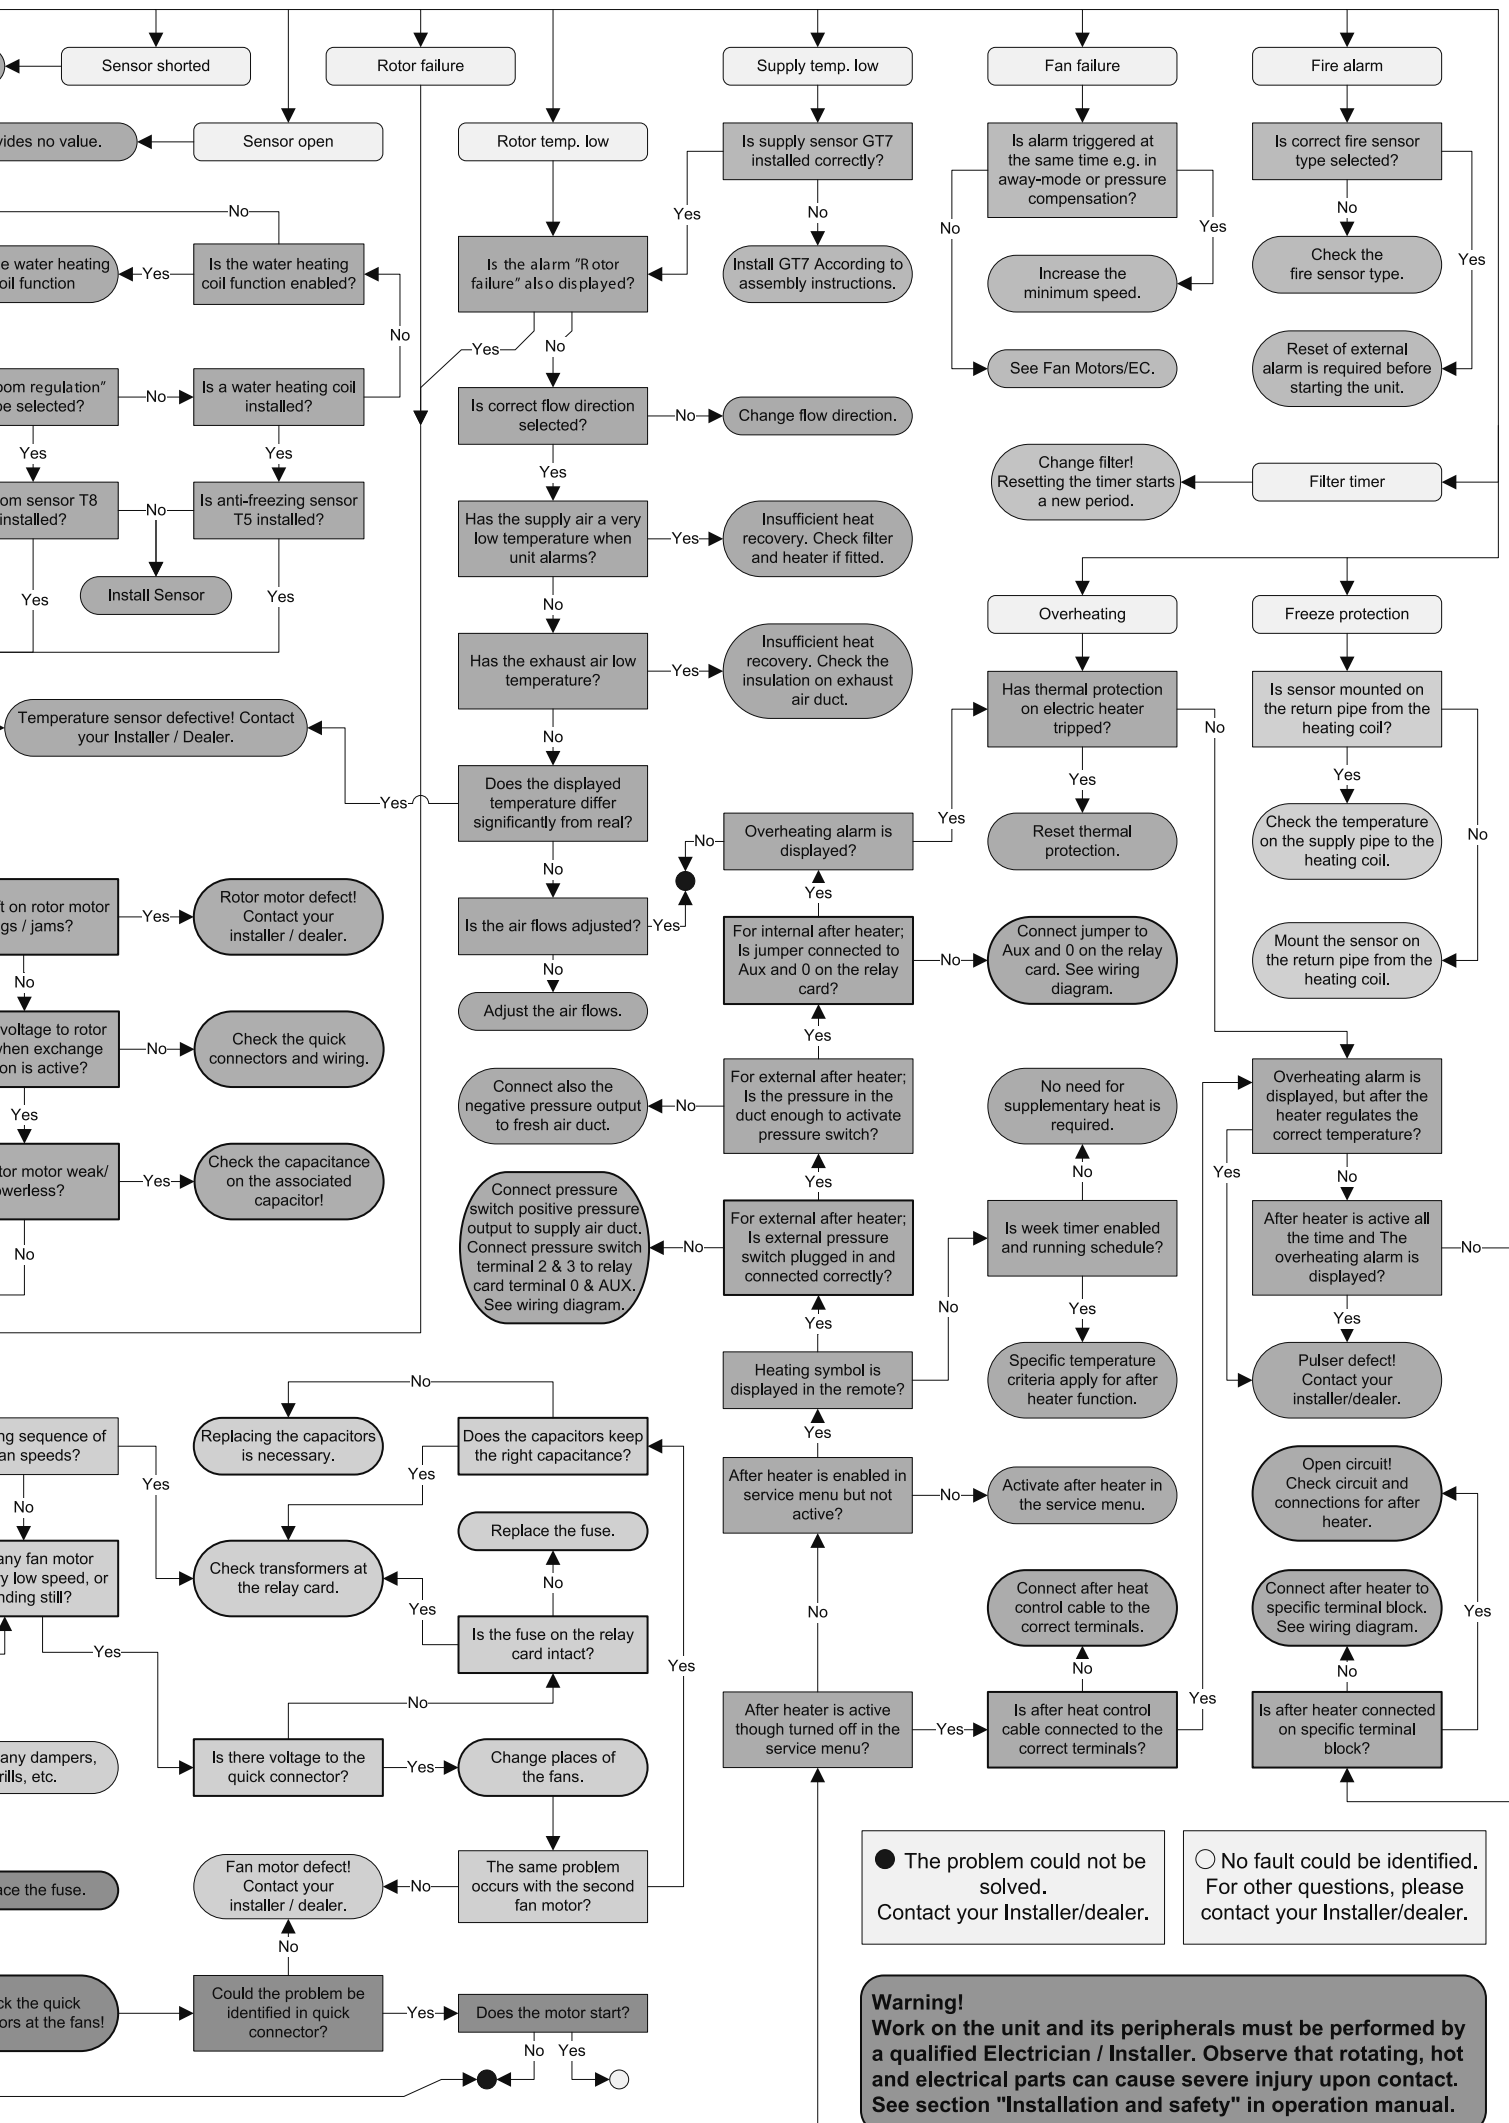 Sensor shorted
Rotor failure
Supply temp. low
Fan failure
Fire alarm
vides no value.
Sensor open
Rotor temp. low
Is supply sensor GT7
installed correctly?
Is alarm triggered at
the same time e.g. in
away-mode or pressure
compensation?
Is correct fire sensor
type selected?
No
Yes
No
No
Yes
No
Yes
e water heating
oil function
Yes
Is the water heating
coil function enabled?
Is the alarm "Rotor
failure" also displayed?
Install GT7 According to
assembly instructions.
Increase the
minimum speed.
Check the
fire sensor type.
No
Yes
No
See Fan Motors/EC.
Reset of external
alarm is required before
starting the unit.
om regulation"
be selected?
No
Is a water heating coil
installed?
Is correct flow direction
selected?
No
Change flow direction.
Yes
Yes
Yes
Change filter!
Resetting the timer starts
a new period.
Filter timer
om sensor T8
installed?
No
Is anti-freezing sensor
T5 installed?
Has the supply air a very
low temperature when
unit alarms?
Yes
Insufficient heat
recovery. Check filter
and heater if fitted.
Yes
Install Sensor
Yes
No
Overheating
Freeze protection
Has the exhaust air low
temperature?
Yes
Insufficient heat
recovery. Check the
insulation on exhaust
air duct.
Has thermal protection
on electric heater
tripped?
No
Is sensor mounted on
the return pipe from the
heating coil?
Temperature sensor defective! Contact
your Installer / Dealer.
No
Yes
Yes
Yes
Does the displayed
temperature differ
significantly from real?
No
Overheating alarm is
displayed?
Yes
Reset thermal
protection.
Check the temperature
on the supply pipe to the
heating coil.
No
No
Yes
ft on rotor motor
gs / jams?
Yes
Rotor motor defect!
Contact your
installer / dealer.
Is the air flows adjusted?
Yes
For internal after heater;
Is jumper connected to
Aux and 0 on the relay
card?
No
Connect jumper to
Aux and 0 on the relay
card. See wiring
diagram.
Mount the sensor on
the return pipe from the
heating coil.
No
No
Adjust the air flows.
Yes
voltage to rotor
when exchange
on is active?
No
Check the quick
connectors and wiring.
Connect also the
negative pressure output
to fresh air duct.
No
For external after heater;
Is the pressure in the
duct enough to activate
pressure switch?
No need for
supplementary heat is
required.
Overheating alarm is
displayed, but after the
heater regulates the
correct temperature?
Yes
Yes
No
Yes
No
tor motor weak/
owerless?
Yes
Check the capacitance
on the associated
capacitor!
Connect pressure
switch positive pressure
output to supply air duct.
Connect pressure switch
terminal 2 & 3 to relay
card terminal 0 & AUX.
See wiring diagram.
No
For external after heater;
Is external pressure
switch plugged in and
connected correctly?
Is week timer enabled
and running schedule?
After heater is active all
the time and The
overheating alarm is
displayed?
No
No
Yes
No
Yes
Yes
Heating symbol is
displayed in the remote?
Specific temperature
criteria apply for after
heater function.
Pulser defect!
Contact your
installer/dealer.
No
ng sequence of
an speeds?
Replacing the capacitors
is necessary.
Does the capacitors keep
the right capacitance?
Yes
Yes
Yes
After heater is enabled in
service menu but not
active?
No
Activate after heater in
the service menu.
Open circuit!
Check circuit and
connections for after
heater.
No
Replace the fuse.
any fan motor
ry low speed, or
nding still?
Check transformers at
the relay card.
No
Yes
Is the fuse on the relay
card intact?
No
Connect after heat
control cable to the
correct terminals.
Connect after heater to
specific terminal block.
See wiring diagram.
Yes
Yes
Yes
No
No
No
Yes
any dampers,
rills, etc.
Is there voltage to the
quick connector?
Yes
Change places of
the fans.
After heater is active
though turned off in the
service menu?
Yes
Is after heat control
cable connected to the
correct terminals?
Is after heater connected
on specific terminal
block?
ace the fuse.
Fan motor defect!
Contact your
installer / dealer.
No
The same problem
occurs with the second
fan motor?
The problem could not be
solved.
Contact your Installer/dealer.
No fault could be identified.
For other questions, please
contact your Installer/dealer.
No
ck the quick
ors at the fans!
Could the problem be
identified in quick
connector?
Yes
Does the motor start?
No
Yes
Warning!
Work on the unit and its peripherals must be performed by
a qualified Electrician / Installer. Observe that rotating, hot
and electrical parts can cause severe injury upon contact.
See section "Installation and safety" in operation manual.